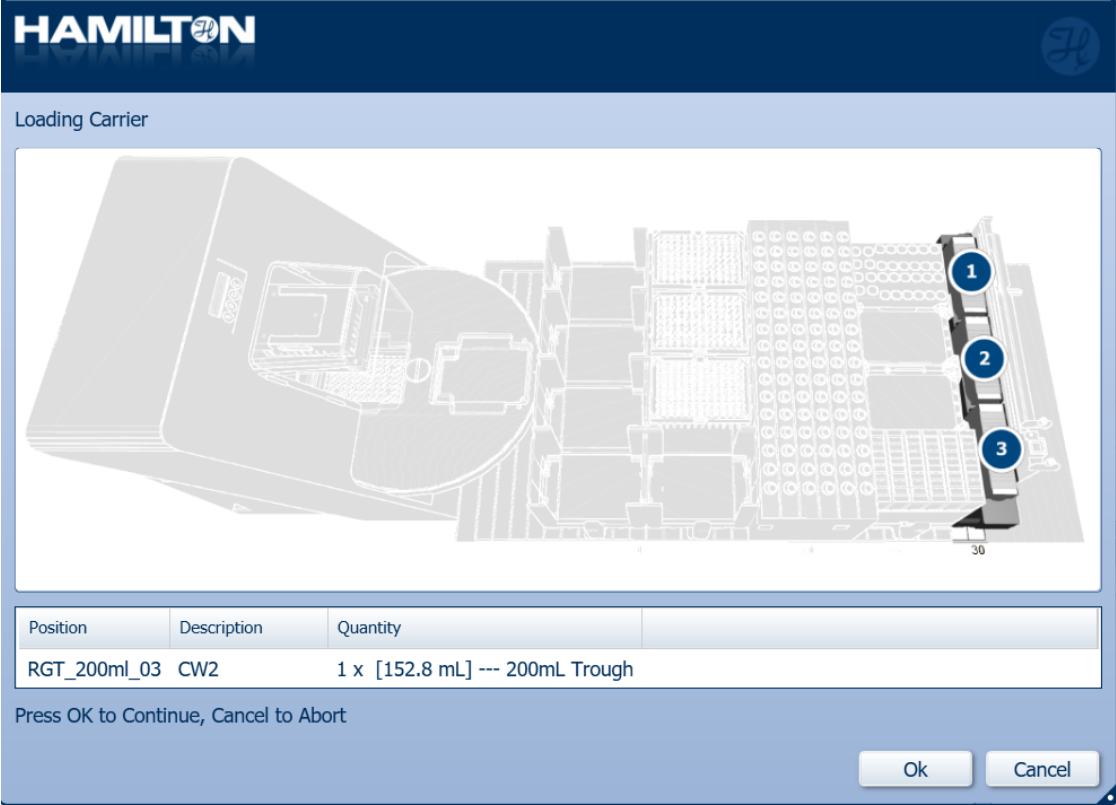 HAMILTON
Loading Carrier
1
2
3
30
Position Description Quantity
RGT_200ml_03 CW2 1 x [152.8 mL] --- 200mL Trough
Press OK to Continue, Cancel to Abort
Ok Cancel